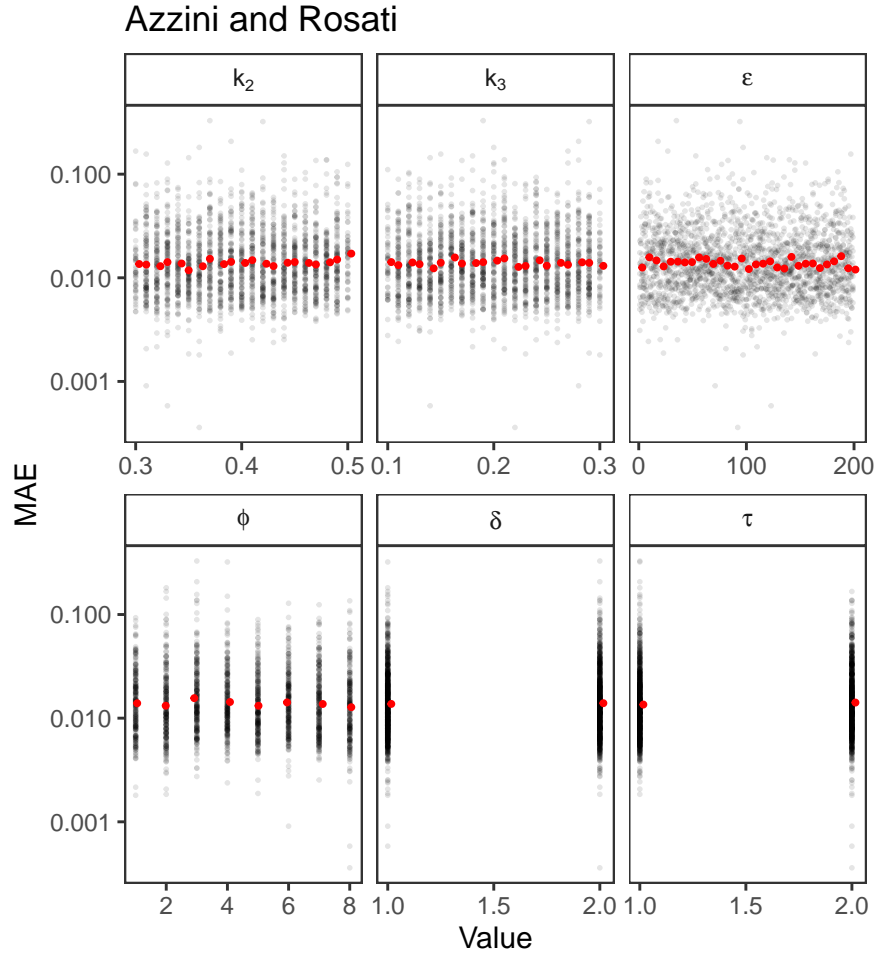 Azzini and Rosati
k₂ k₃ ε
0.100
0.010
0.001
0.3 0.4 0.5 0.1 0.2 0.3 0 100 200
MAE
ϕ δ τ
0.100
0.010
0.001
2 4 6 8 1.0 1.5 2.0 1.0 1.5 2.0
Value